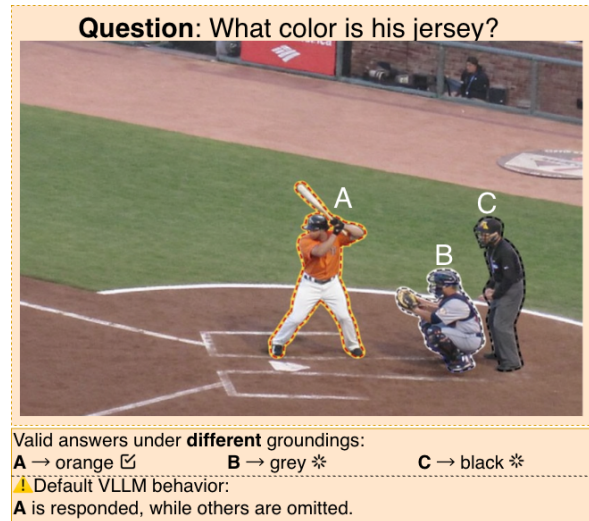 Question: What color is his jersey?
A
C
B
Valid answers under different groundings:
A → orange ☑ B → grey ⁂ C → black ⁂
⚠Default VLLM behavior:
A is responded, while others are omitted.